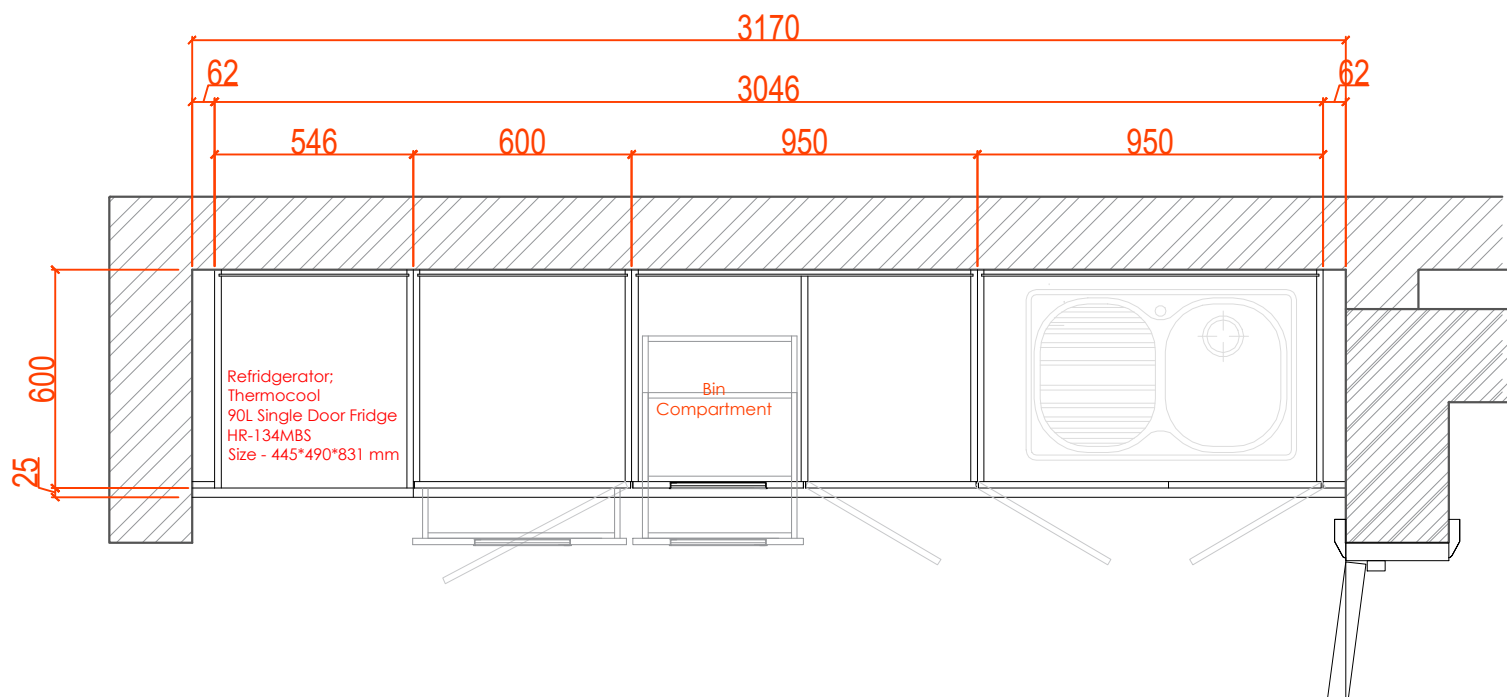 3170
62
3046
62
546
600
950
950
600
25
Refridgerator;
Thermocool
90L Single Door Fridge
HR-134MBS
Size - 445*490*831 mm
Bin
Compartment